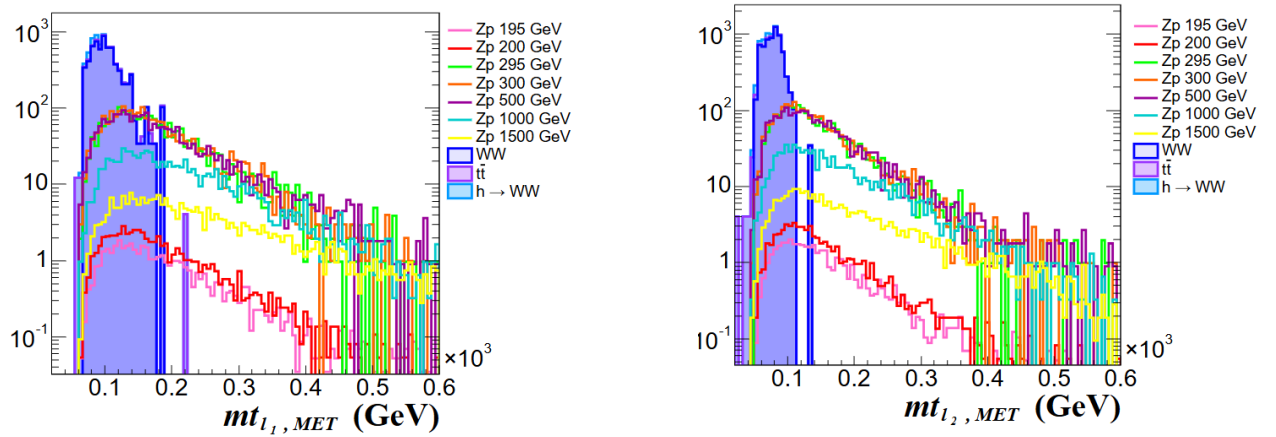 10³
10²
10
1
10⁻¹
0.1 0.2 0.3 0.4 0.5 0.6
×10³
mt_{l_1, MET} (GeV)
Zp 195 GeV
Zp 200 GeV
Zp 295 GeV
Zp 300 GeV
Zp 500 GeV
Zp 1000 GeV
Zp 1500 GeV
WW
tt̄
h → WW
10³
10²
10
1
10⁻¹
0.1 0.2 0.3 0.4 0.5 0.6
×10³
mt_{l_2, MET} (GeV)
Zp 195 GeV
Zp 200 GeV
Zp 295 GeV
Zp 300 GeV
Zp 500 GeV
Zp 1000 GeV
Zp 1500 GeV
WW
tt̄
h → WW